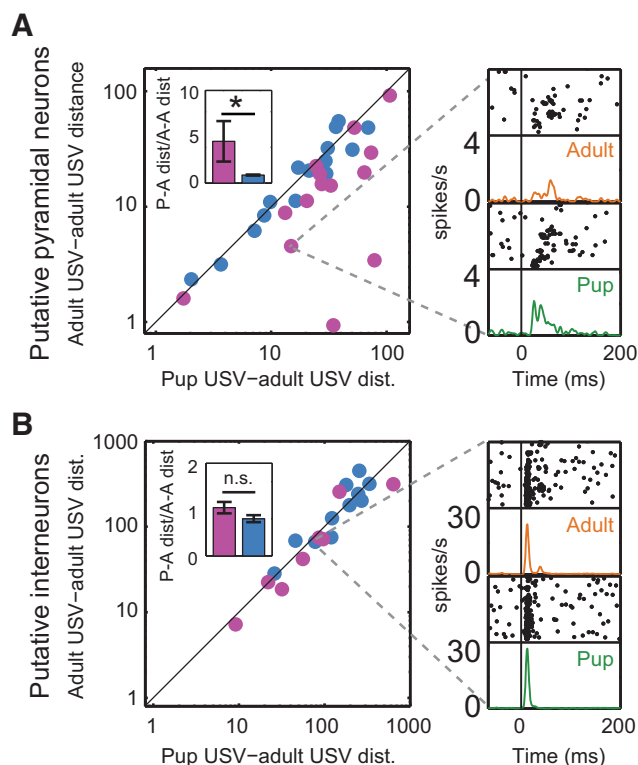 A
Putative pyramidal neurons
Adult USV−adult USV distance
100
10
1
P-A dist/A-A dist
10
5
0
*
1
10
100
Pup USV−adult USV dist.
spikes/s
4
Adult
0
4
Pup
0
0
200
Time (ms)
B
Putative interneurons
Adult USV−adult USV dist.
1000
100
10
1
P-A dist/A-A dist
2
1
0
n.s.
1
10
100
1000
Pup USV−adult USV dist.
spikes/s
30
Adult
0
30
Pup
0
0
200
Time (ms)